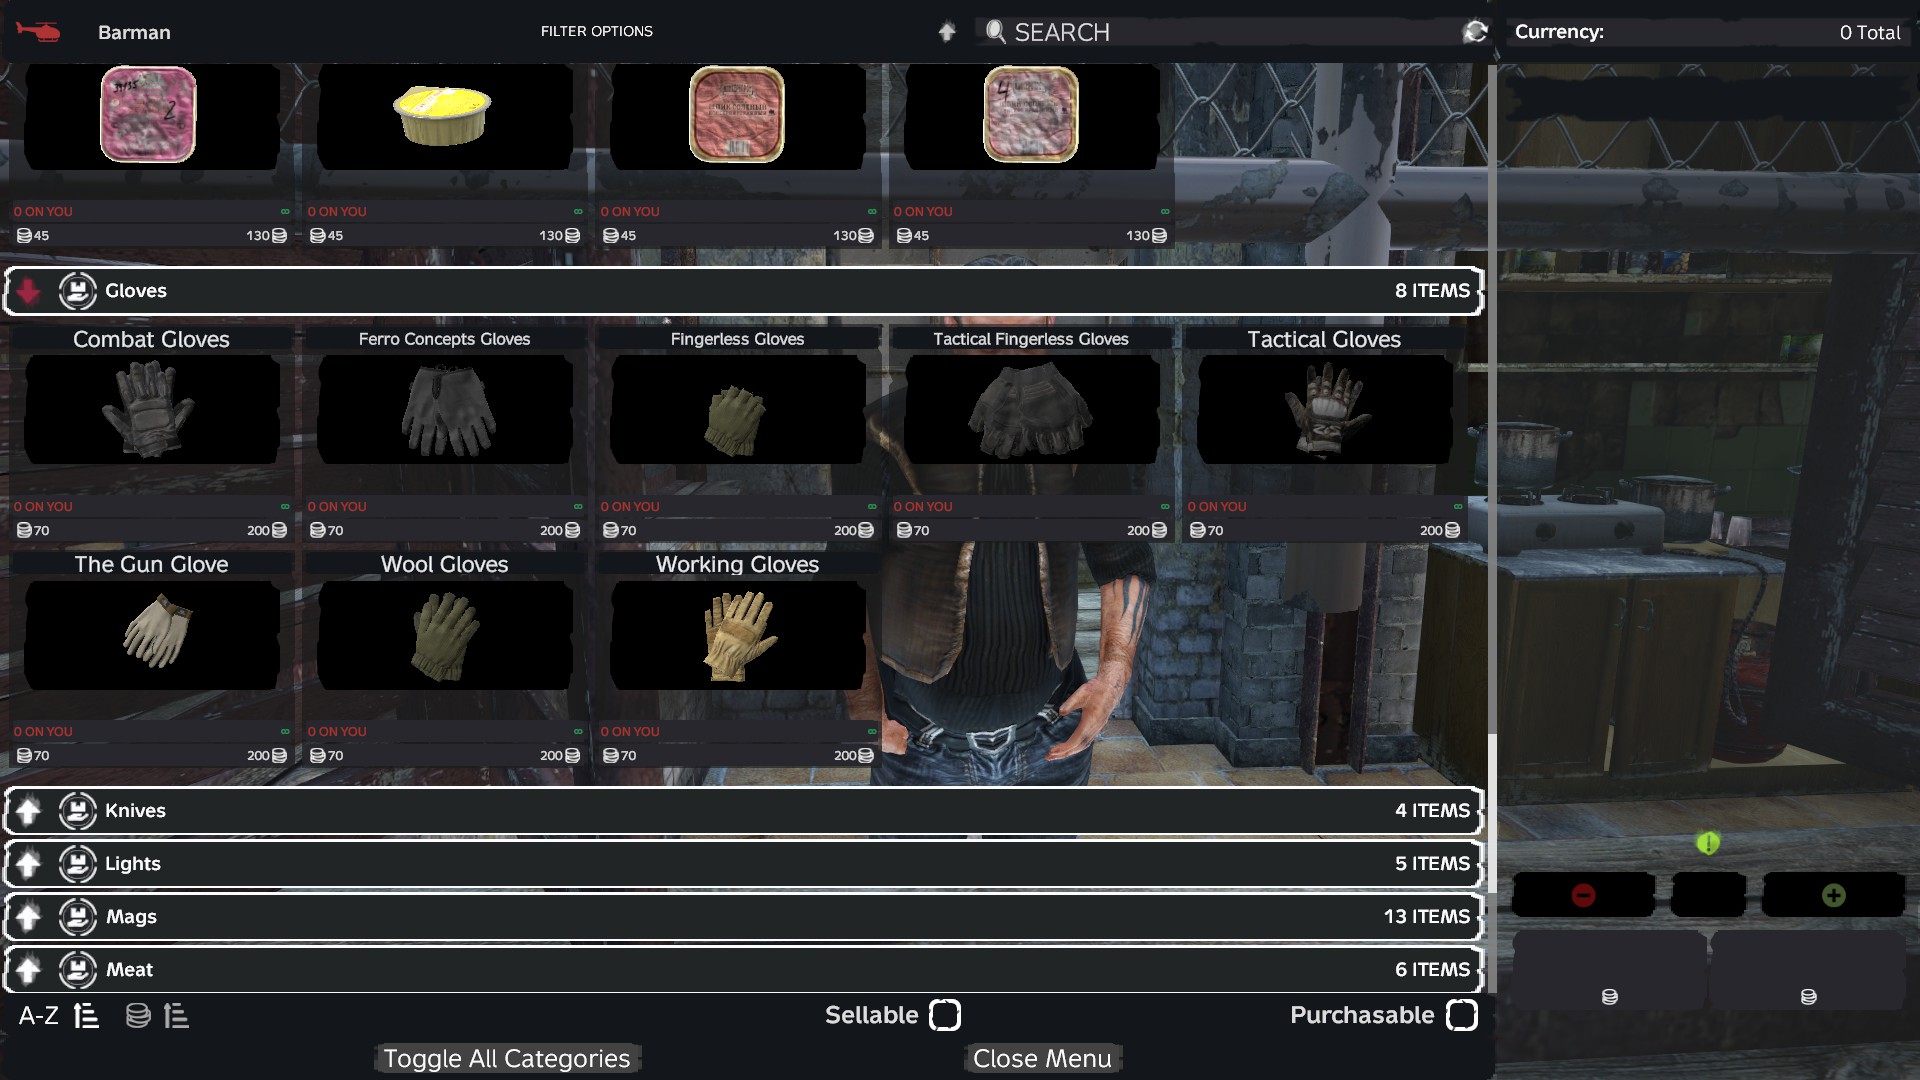 Barman
FILTER OPTIONS
SEARCH
Currency:
0 Total
2
4
0 ON YOU ∞
0 ON YOU ∞
0 ON YOU ∞
0 ON YOU ∞
45 130
45 130
45 130
45 130
Gloves 8 ITEMS
Combat Gloves
Ferro Concepts Gloves
Fingerless Gloves
Tactical Fingerless Gloves
Tactical Gloves
0 ON YOU ∞
0 ON YOU ∞
0 ON YOU ∞
0 ON YOU ∞
0 ON YOU ∞
70 200
70 200
70 200
70 200
70 200
The Gun Glove
Wool Gloves
Working Gloves
0 ON YOU ∞
0 ON YOU ∞
0 ON YOU ∞
70 200
70 200
70 200
Knives 4 ITEMS
Lights 5 ITEMS
Mags 13 ITEMS
Meat 6 ITEMS
A-Z
Sellable
Purchasable
Toggle All Categories
Close Menu